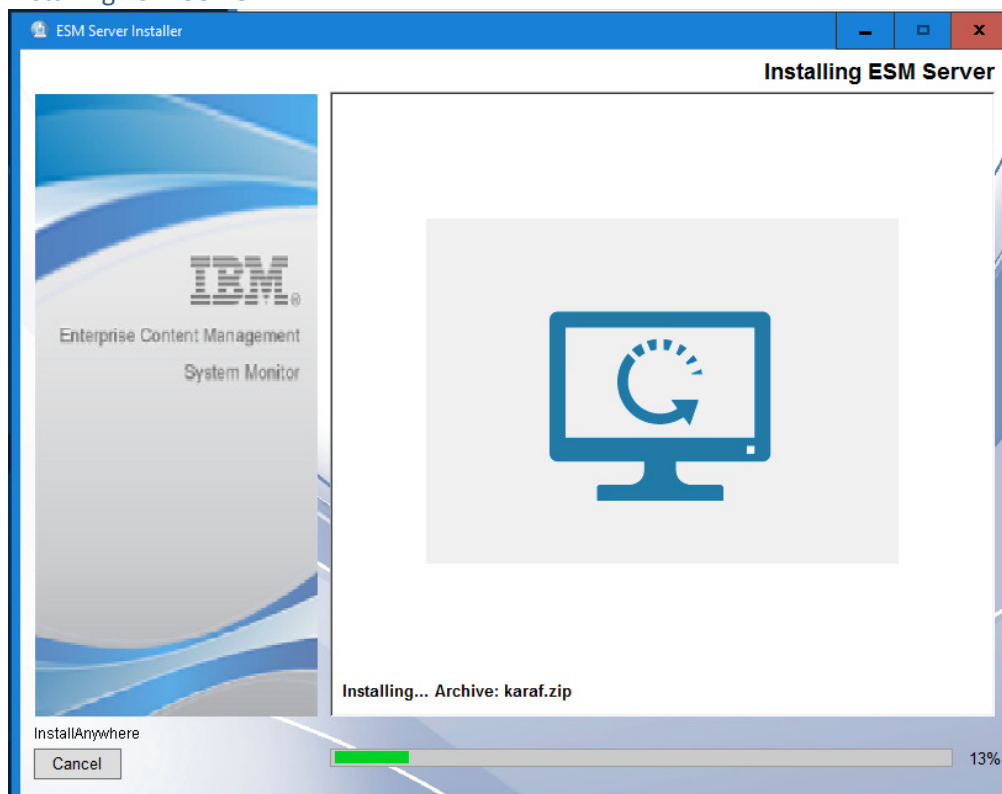 ESM Server Installer
Installing ESM Server
IBM®
Enterprise Content Management
System Monitor
Installing... Archive: karaf.zip
InstallAnywhere
Cancel
13%